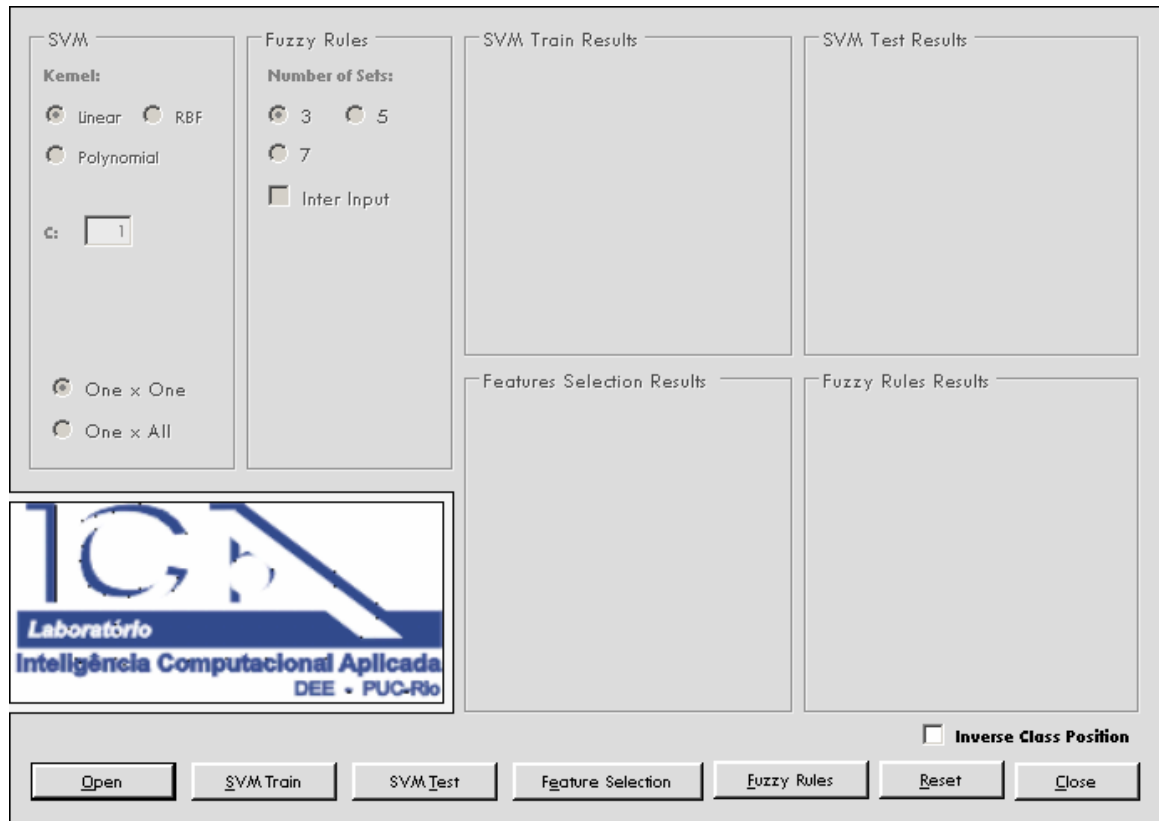 SVM
Kernel:
Linear RBF
Polynomial
C: 1
One x One
One x All
Fuzzy Rules
Number of Sets:
3 5
7
Inter Input
SVM Train Results
SVM Test Results
Features Selection Results
Fuzzy Rules Results
ICA
Laboratório
Inteligência Computacional Aplicada
DEE - PUC-Rio
Inverse Class Position
Open SVM Train SVM Test Feature Selection Fuzzy Rules Reset Close